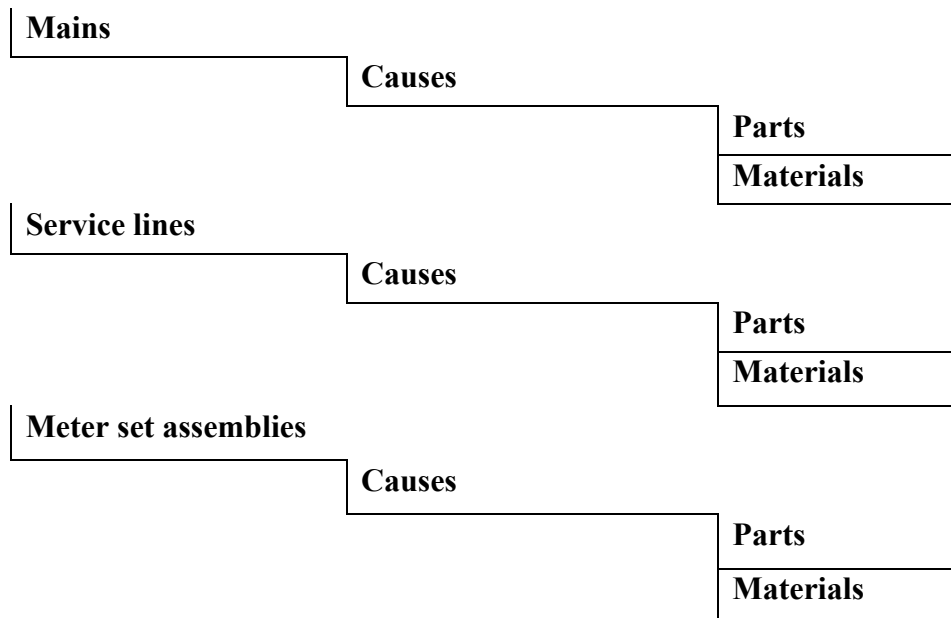 Mains
Causes
Parts
Materials
Service lines
Causes
Parts
Materials
Meter set assemblies
Causes
Parts
Materials